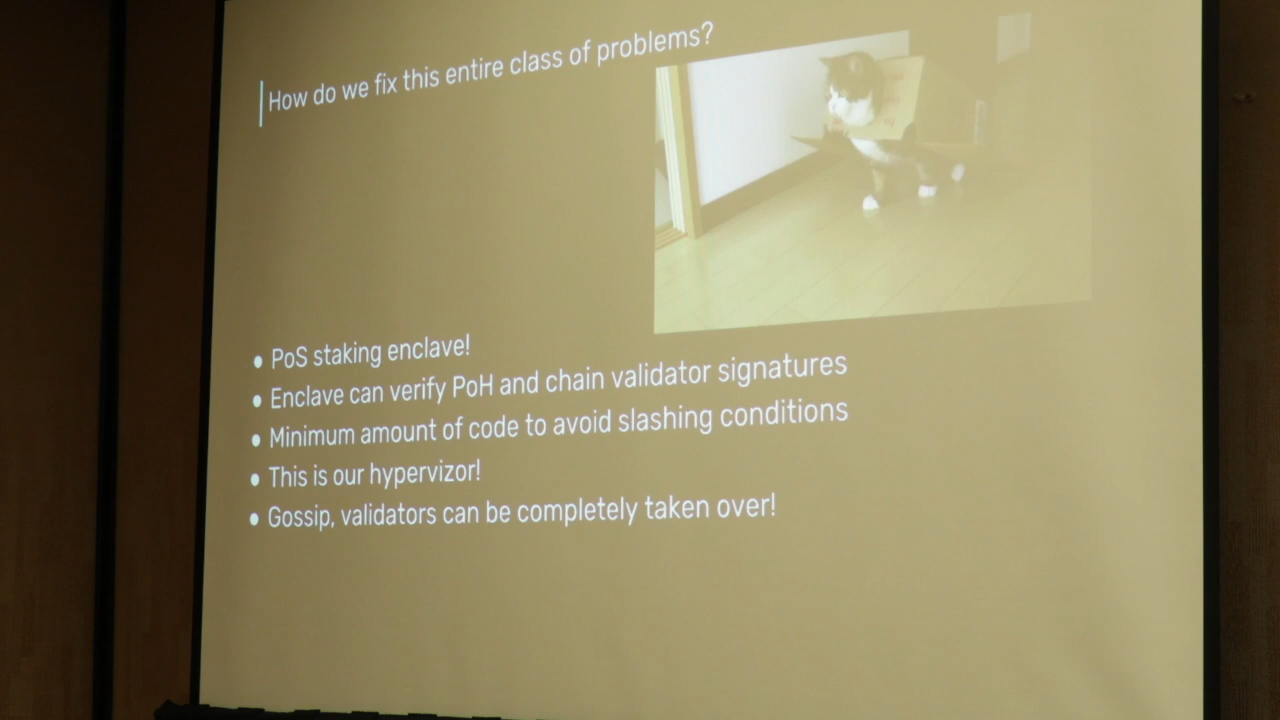 How do we fix this entire class of problems?
● PoS staking enclave!
● Enclave can verify PoH and chain validator signatures
● Minimum amount of code to avoid slashing conditions
● This is our hypervizor!
● Gossip, validators can be completely taken over!